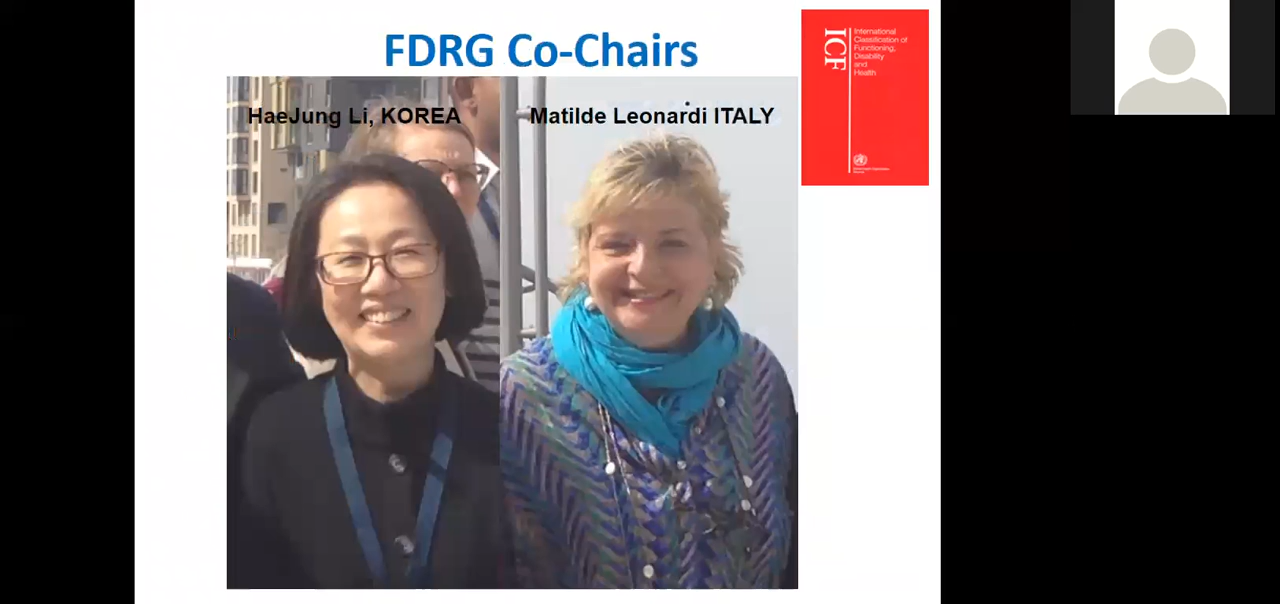 FDRG Co-Chairs
HaeJung Li, KOREA
Matilde Leonardi ITALY
ICF
International
Classification of
Functioning,
Disability
and
Health